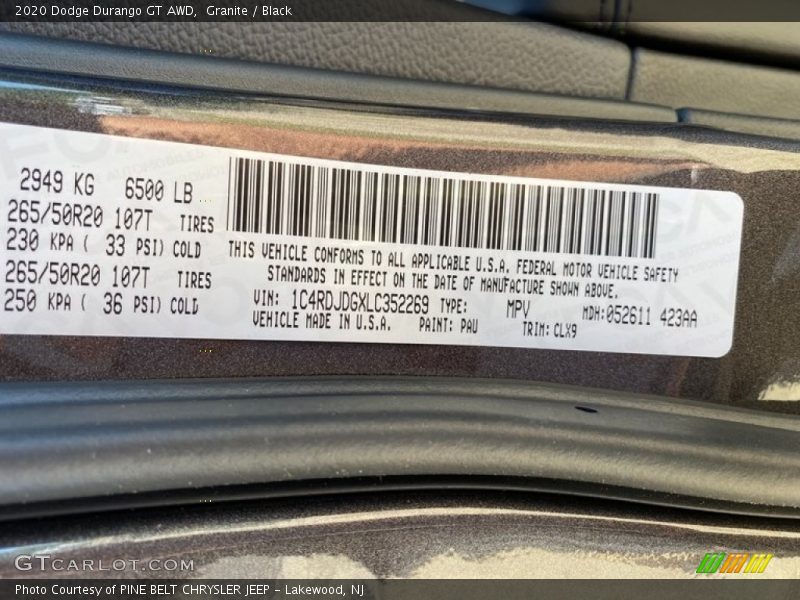 2020 Dodge Durango GT AWD,  Granite / Black
2949 KG   6500 LB
265/50R20 107T   TIRES
230 KPA ( 33 PSI) COLD
265/50R20 107T   TIRES
250 KPA ( 36 PSI) COLD
THIS VEHICLE CONFORMS TO ALL APPLICABLE U.S.A. FEDERAL MOTOR VEHICLE SAFETY
STANDARDS IN EFFECT ON THE DATE OF MANUFACTURE SHOWN ABOVE.
VIN: 1C4RDJDGXLC352269 TYPE: MPV MDH:052611 423AA
VEHICLE MADE IN U.S.A. PAINT: PAU TRIM: CLX9
GTCARLOT.COM
Photo Courtesy of PINE BELT CHRYSLER JEEP - Lakewood, NJ